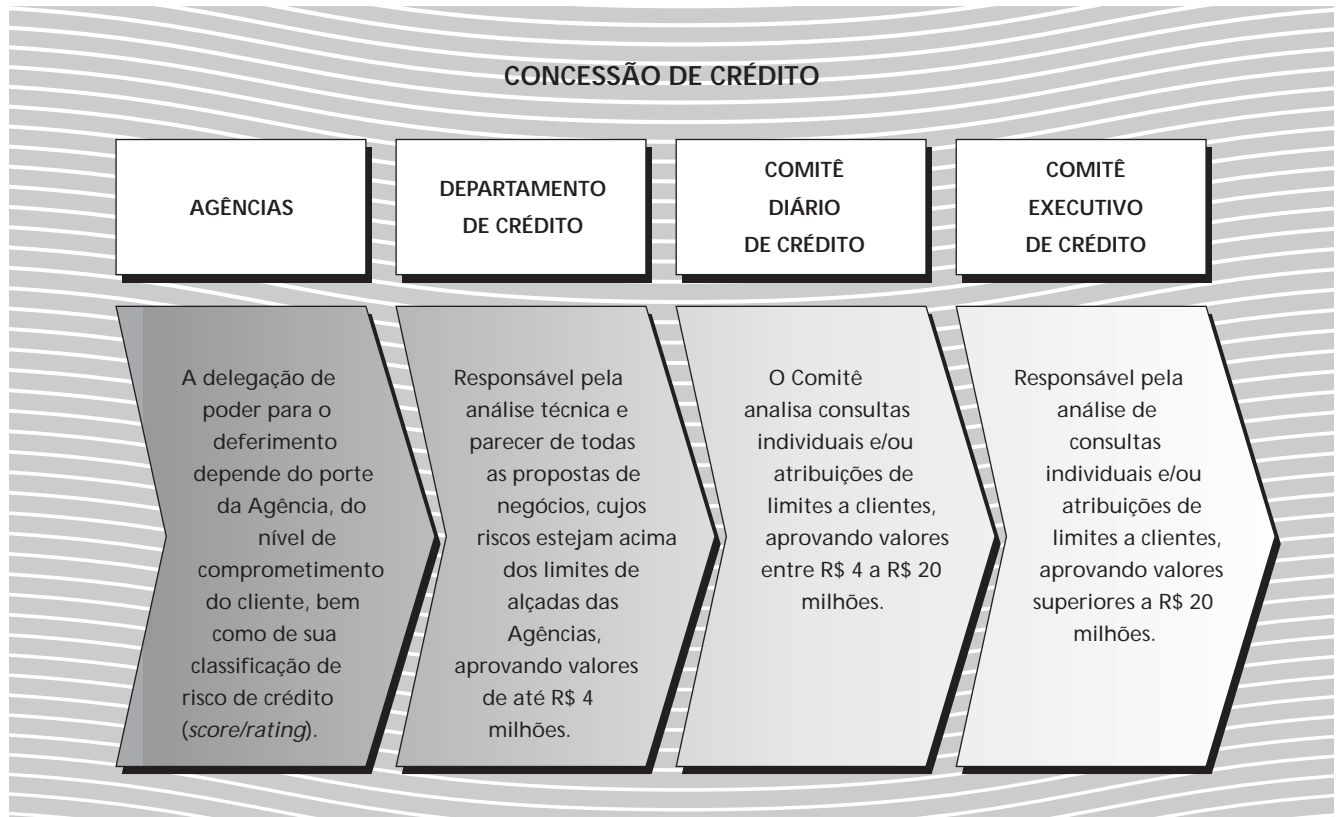 CONCESSÃO DE CRÉDITO
AGÊNCIAS
DEPARTAMENTO
DE CRÉDITO
COMITÊ
DIÁRIO
DE CRÉDITO
COMITÊ
EXECUTIVO
DE CRÉDITO
A delegação de
poder para o
deferimento
depende do porte
da Agência, do
nível de
comprometimento
do cliente, bem
como de sua
classificação de
risco de crédito
(score/rating).
Responsável pela
análise técnica e
parecer de todas
as propostas de
negócios, cujos
riscos estejam acima
dos limites de
alçadas das
Agências,
aprovando valores
de até R$ 4
milhões.
O Comitê
analisa consultas
individuais e/ou
atribuições de
limites a clientes,
aprovando valores
entre R$ 4 a R$ 20
milhões.
Responsável pela
análise de
consultas
individuais e/ou
atribuições de
limites a clientes,
aprovando valores
superiores a R$ 20
milhões.